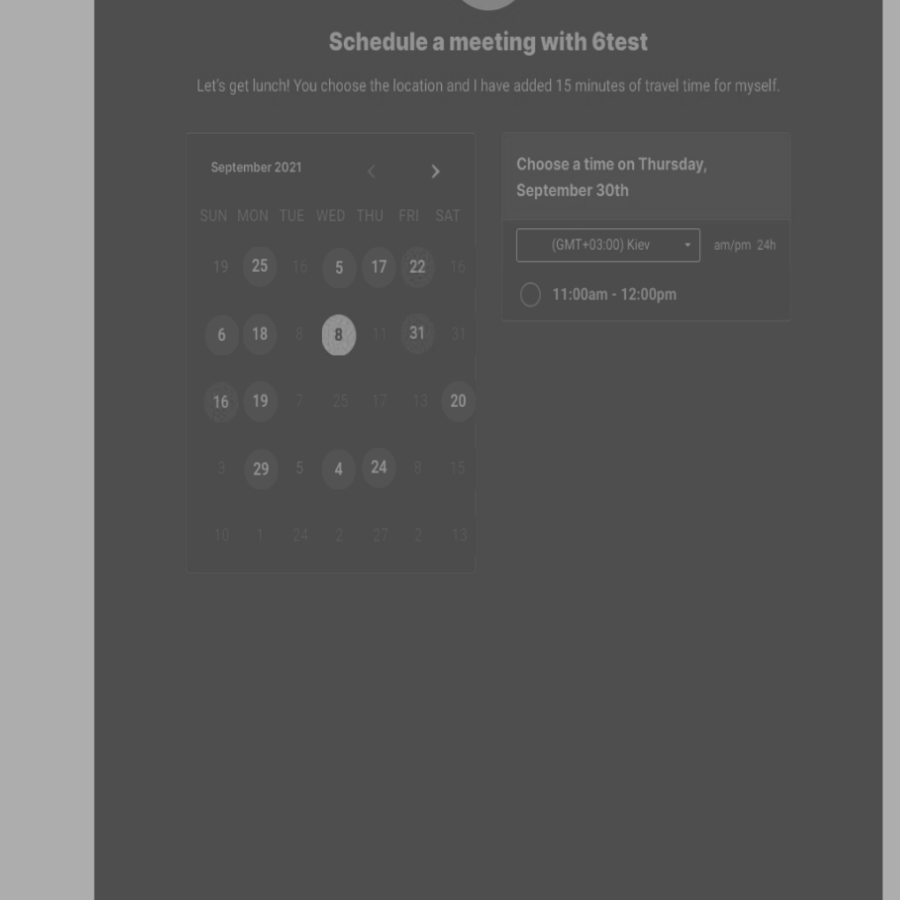 Schedule a meeting with 6test
Let's get lunch! You choose the location and I have added 15 minutes of travel time for myself.
September 2021
SUN MON TUE WED THU FRI SAT
19 25 16 5 17 22 16
6 18 8 8 11 31 31
16 19 7 25 17 13 20
3 29 5 4 24 8 15
10 1 24 2 27 2 13
Choose a time on Thursday,
September 30th
(GMT+03:00) Kiev am/pm 24h
11:00am - 12:00pm